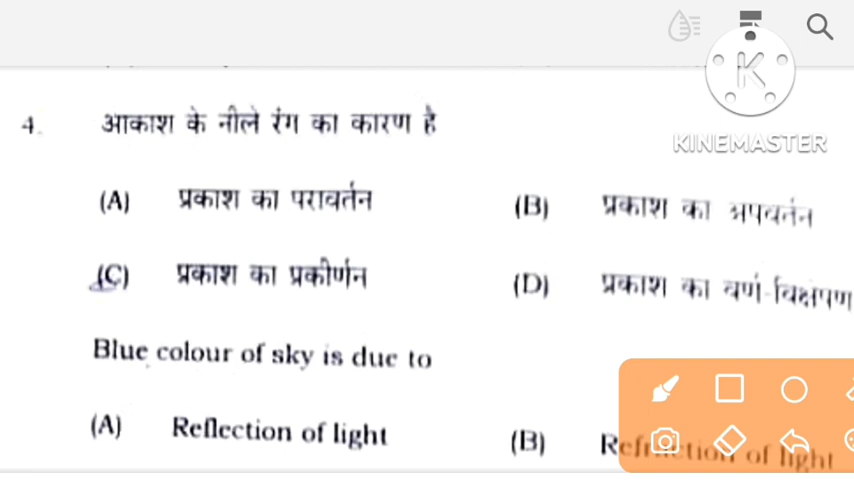 4. आकाश के नीले रंग का कारण है
(A) प्रकाश का परावर्तन (B) प्रकाश का अपवर्तन
(C) प्रकाश का प्रकीर्णन (D) प्रकाश का वर्ण-विक्षेपण
Blue colour of sky is due to
(A) Reflection of light (B) Refraction of light
KINEMASTER